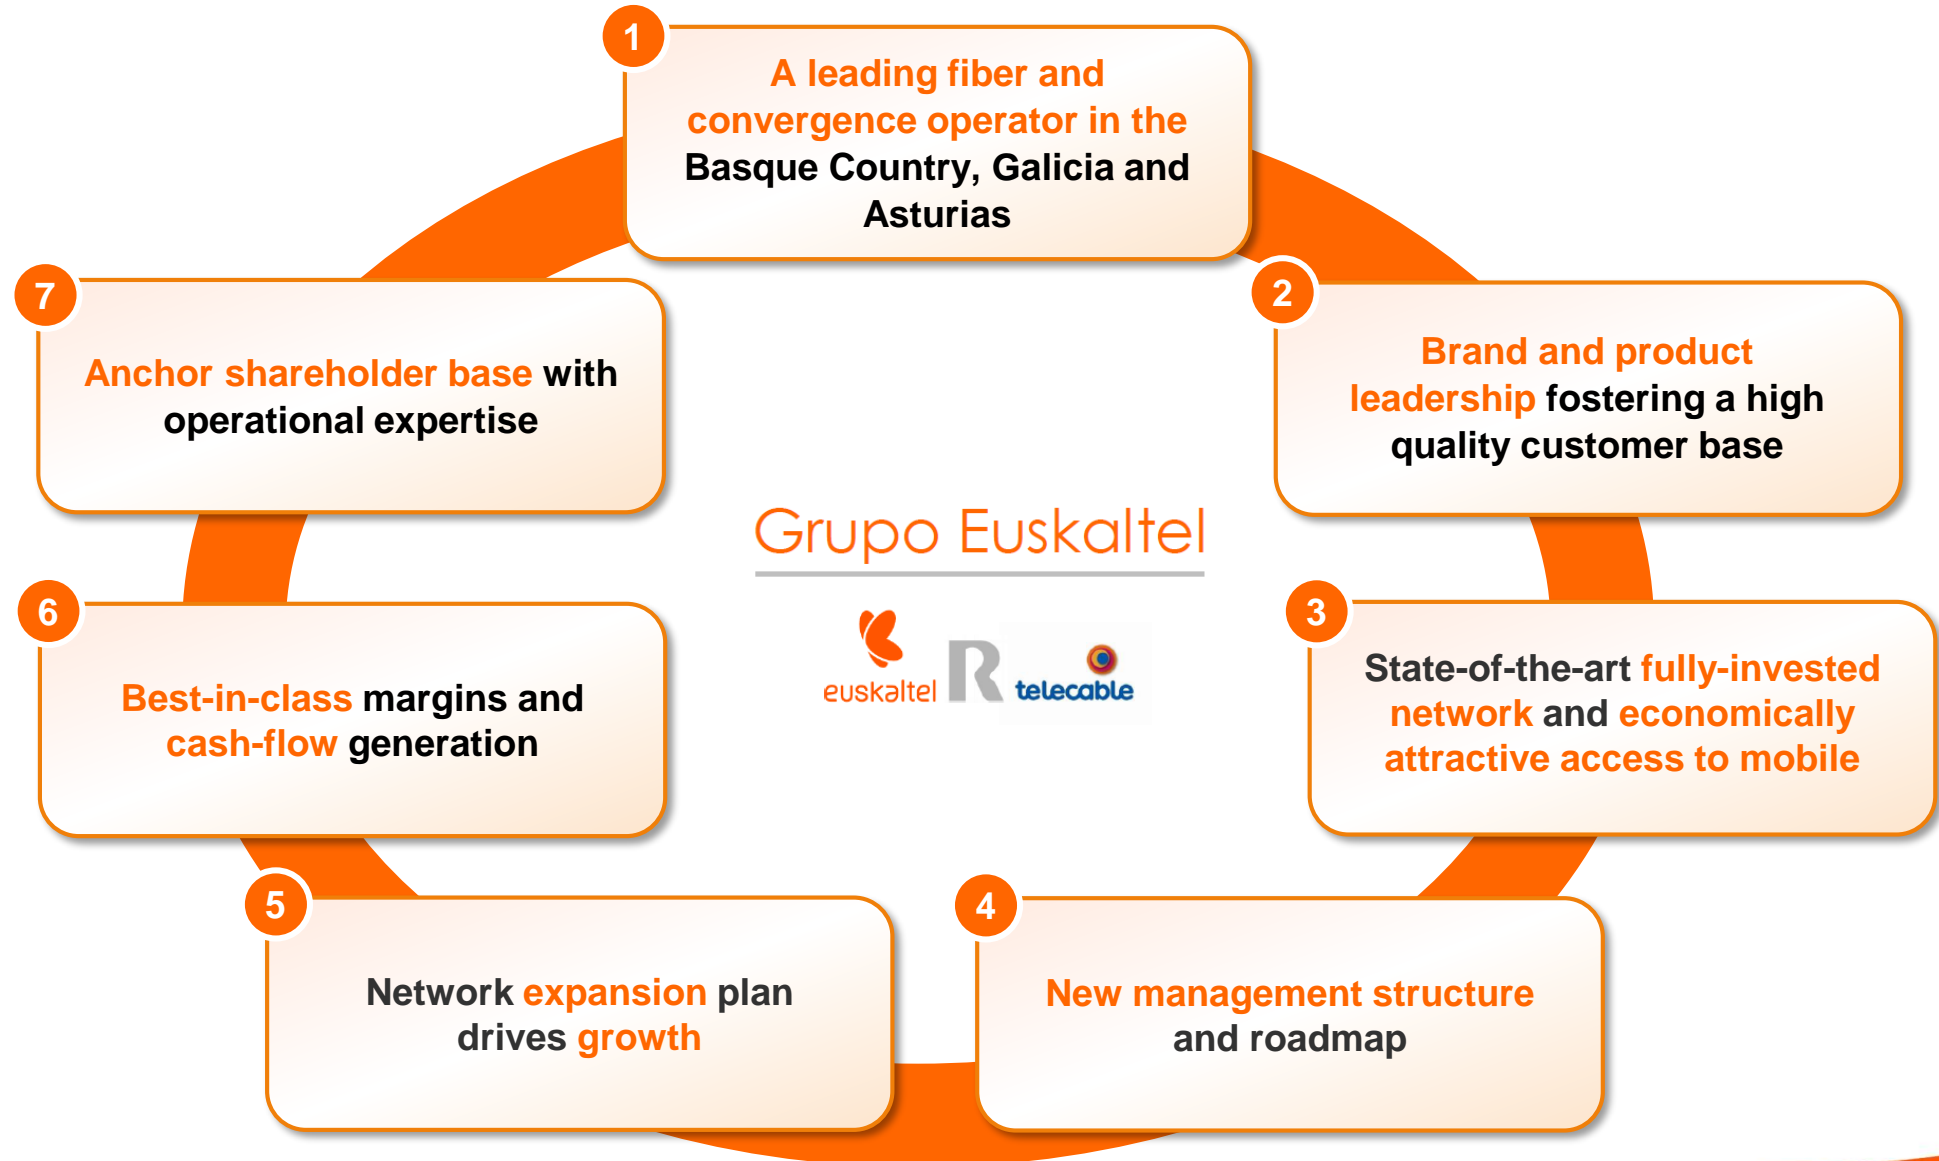 1
A leading fiber and
convergence operator in the
Basque Country, Galicia and
Asturias
2
Brand and product
leadership fostering a high
quality customer base
3
State-of-the-art fully-invested
network and economically
attractive access to mobile
4
New management structure
and roadmap
5
Network expansion plan
drives growth
6
Best-in-class margins and
cash-flow generation
7
Anchor shareholder base with
operational expertise
Grupo Euskaltel
euskaltel
R
telecable